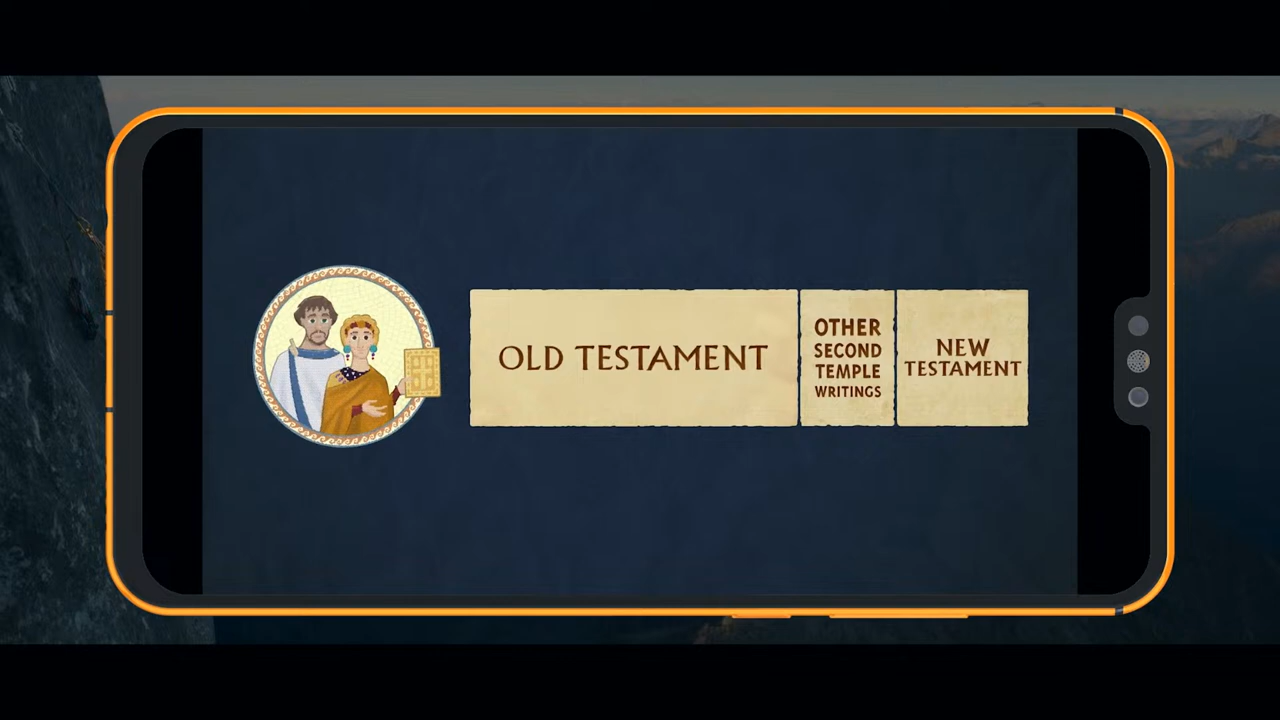 OLD TESTAMENT
OTHER
SECOND
TEMPLE
WRITINGS
NEW
TESTAMENT